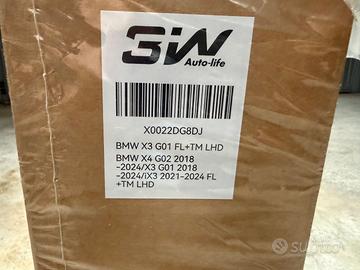 3W
Auto-life
X0022DG8DJ
BMW X3 G01 FL+TM LHD
BMW X4 G02 2018
-2024/X3 G01 2018
-2024/iX3 2021-2024 FL
+TM LHD
subito